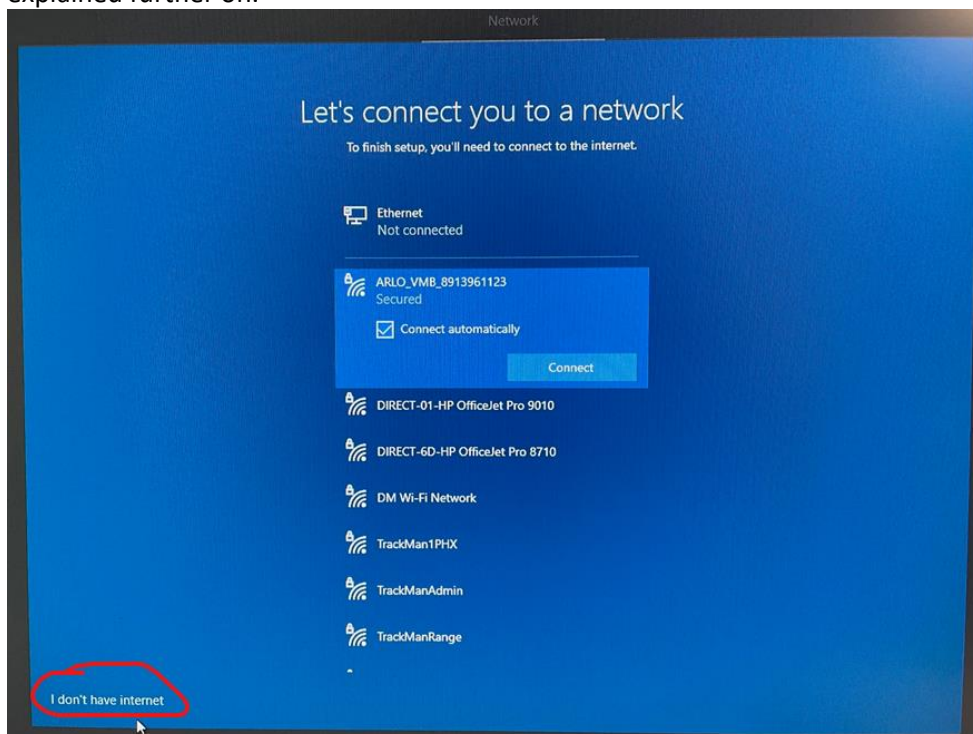 explained further on.
Network
Let's connect you to a network
To finish setup, you'll need to connect to the internet.
Ethernet
Not connected
ARLO_VMB_8913961123
Secured
Connect automatically
Connect
DIRECT-01-HP OfficeJet Pro 9010
DIRECT-6D-HP OfficeJet Pro 8710
DM Wi-Fi Network
TrackMan1PHX
TrackManAdmin
TrackManRange
I don't have internet